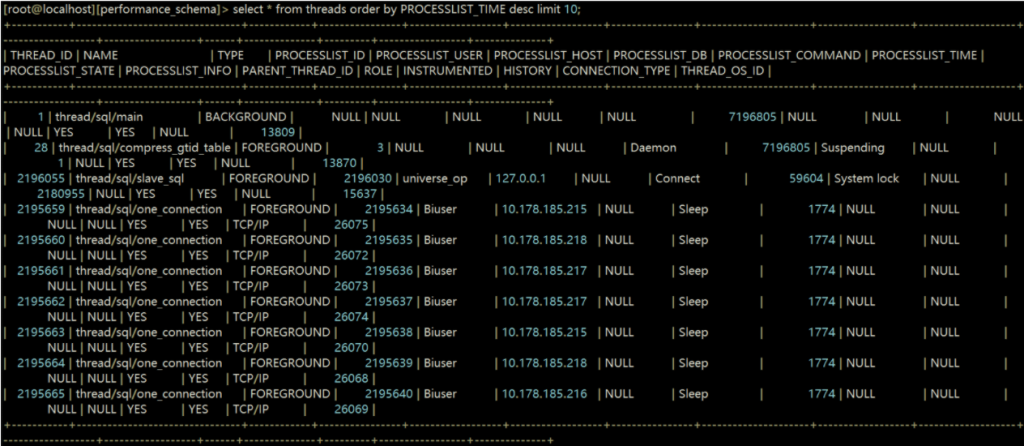 [root@localhost][performance_schema]> select * from threads order by PROCESSLIST_TIME desc limit 10;
| THREAD_ID | NAME | TYPE | PROCESSLIST_ID | PROCESSLIST_USER | PROCESSLIST_HOST | PROCESSLIST_DB | PROCESSLIST_COMMAND | PROCESSLIST_TIME |
PROCESSLIST_STATE | PROCESSLIST_INFO | PARENT_THREAD_ID | ROLE | INSTRUMENTED | HISTORY | CONNECTION_TYPE | THREAD_OS_ID |
| 1 | thread/sql/main | BACKGROUND | NULL | NULL | NULL | NULL | NULL | 7196805 | NULL | NULL | NULL
| NULL | YES | YES | NULL | 13809 |
| 28 | thread/sql/compress_gtid_table | FOREGROUND | 3 | NULL | NULL | NULL | Daemon | 7196805 | Suspending | NULL |
1 | NULL | YES | YES | NULL | 13870 |
| 2196055 | thread/sql/slave_sql | FOREGROUND | 2196030 | universe_op | 127.0.0.1 | NULL | Connect | 59604 | System lock | NULL |
2180955 | NULL | YES | YES | NULL | 15637 |
| 2195659 | thread/sql/one_connection | FOREGROUND | 2195634 | Biuser | 10.178.185.215 | NULL | Sleep | 1774 | NULL | NULL |
NULL | NULL | YES | YES | TCP/IP | 26075 |
| 2195660 | thread/sql/one_connection | FOREGROUND | 2195635 | Biuser | 10.178.185.218 | NULL | Sleep | 1774 | NULL | NULL |
NULL | NULL | YES | YES | TCP/IP | 26072 |
| 2195661 | thread/sql/one_connection | FOREGROUND | 2195636 | Biuser | 10.178.185.217 | NULL | Sleep | 1774 | NULL | NULL |
NULL | NULL | YES | YES | TCP/IP | 26073 |
| 2195662 | thread/sql/one_connection | FOREGROUND | 2195637 | Biuser | 10.178.185.217 | NULL | Sleep | 1774 | NULL | NULL |
NULL | NULL | YES | YES | TCP/IP | 26074 |
| 2195663 | thread/sql/one_connection | FOREGROUND | 2195638 | Biuser | 10.178.185.215 | NULL | Sleep | 1774 | NULL | NULL |
NULL | NULL | YES | YES | TCP/IP | 26070 |
| 2195664 | thread/sql/one_connection | FOREGROUND | 2195639 | Biuser | 10.178.185.218 | NULL | Sleep | 1774 | NULL | NULL |
NULL | NULL | YES | YES | TCP/IP | 26068 |
| 2195665 | thread/sql/one_connection | FOREGROUND | 2195640 | Biuser | 10.178.185.216 | NULL | Sleep | 1774 | NULL | NULL |
NULL | NULL | YES | YES | TCP/IP | 26069 |